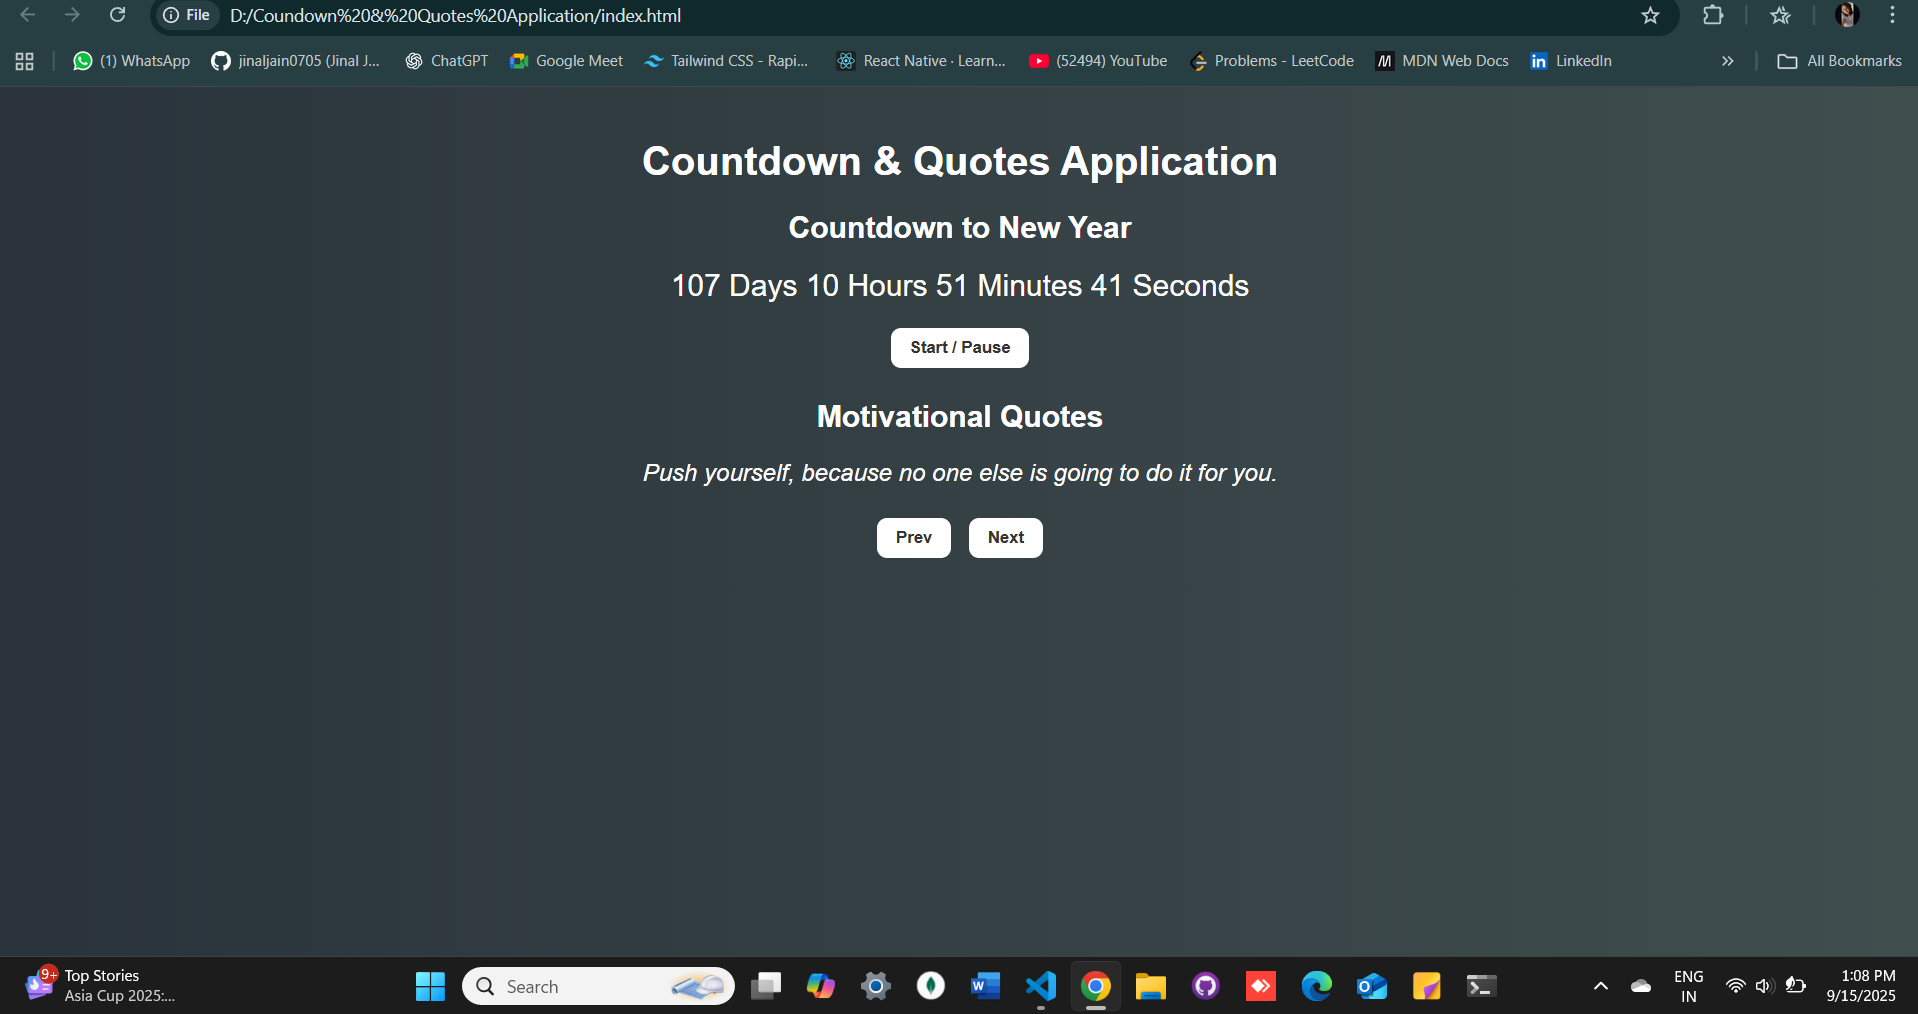 File D:/Coundown%20&%20Quotes%20Application/index.html
(1) WhatsApp jinaljain0705 (Jinal J... ChatGPT Google Meet Tailwind CSS - Rapi... React Native · Learn... (52494) YouTube Problems - LeetCode MDN Web Docs LinkedIn All Bookmarks
Countdown & Quotes Application
Countdown to New Year
107 Days 10 Hours 51 Minutes 41 Seconds
Start / Pause
Motivational Quotes
Push yourself, because no one else is going to do it for you.
Prev Next
9+ Top Stories
Asia Cup 2025:...
Search
ENG
IN
1:08 PM
9/15/2025